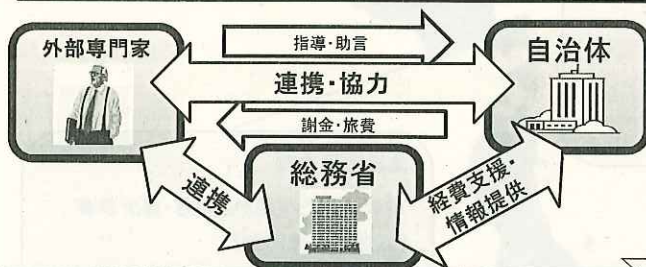 外部専門家
指導・助言
自治体
連携・協力
謝金・旅費
連携
総務省
経費支援・
情報提供